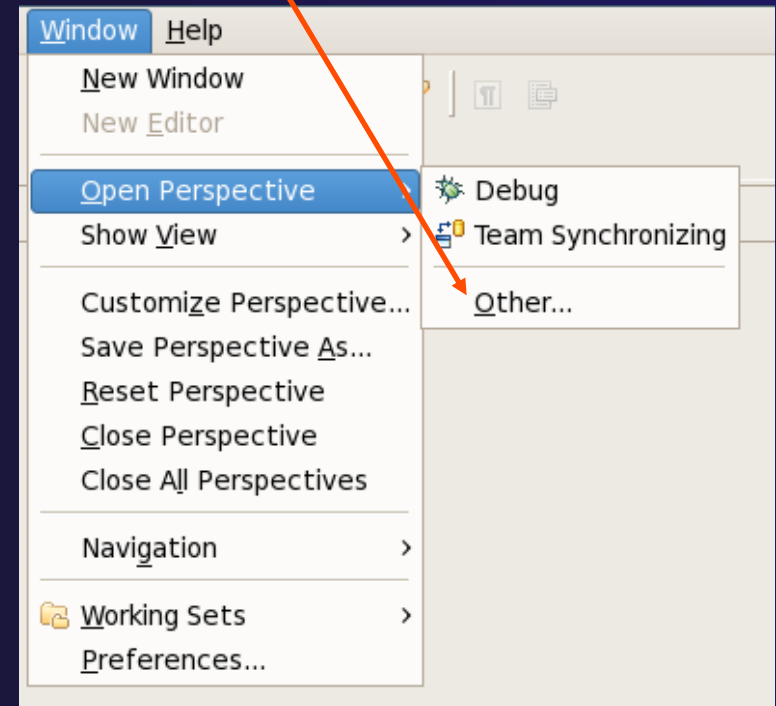 Window Help
New Window
New Editor
Open Perspective
Debug
Show View
Team Synchronizing
Customize Perspective...
Other...
Save Perspective As...
Reset Perspective
Close Perspective
Close All Perspectives
Navigation
Working Sets
Preferences...